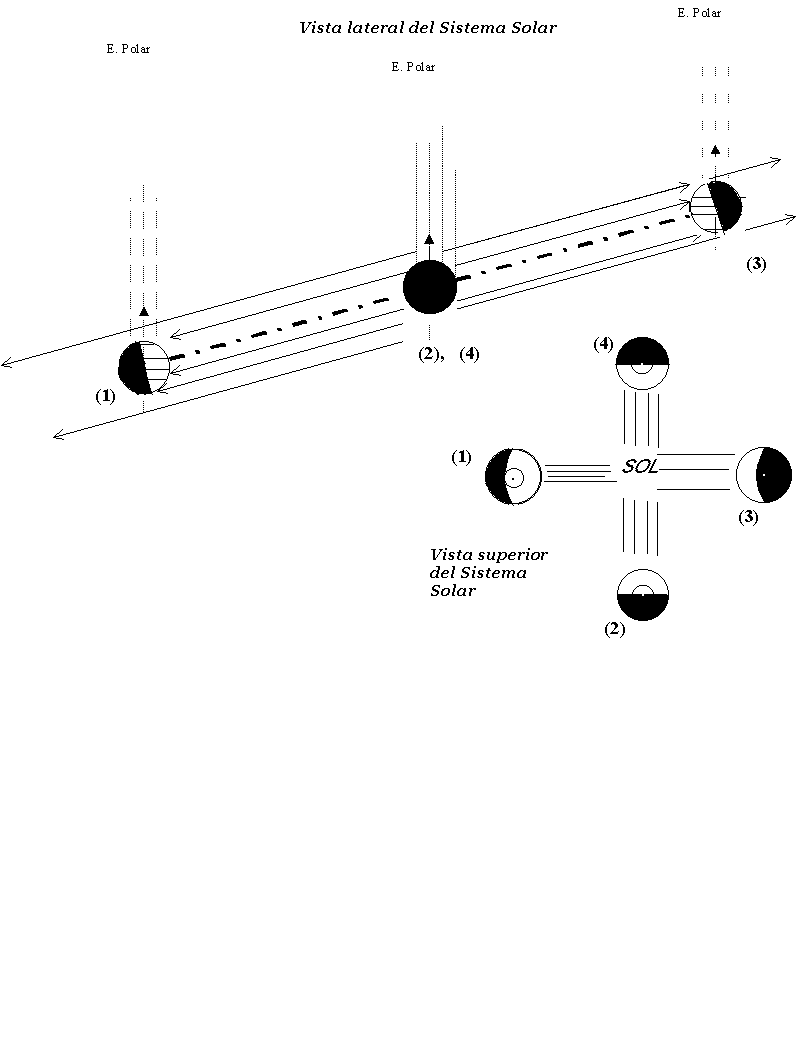 E. Polar
Vista lateral del Sistema Solar
E. Polar
E. Polar
(3)
(2), (4)
(1)
(4)
(1)
SOL
(3)
Vista superior
del Sistema
Solar
(2)